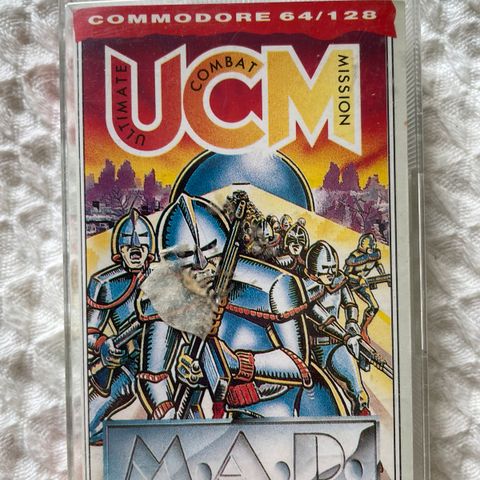 COMMODORE 64/128
UCM
ULTIMATE COMBAT MISSION
M.A.D.